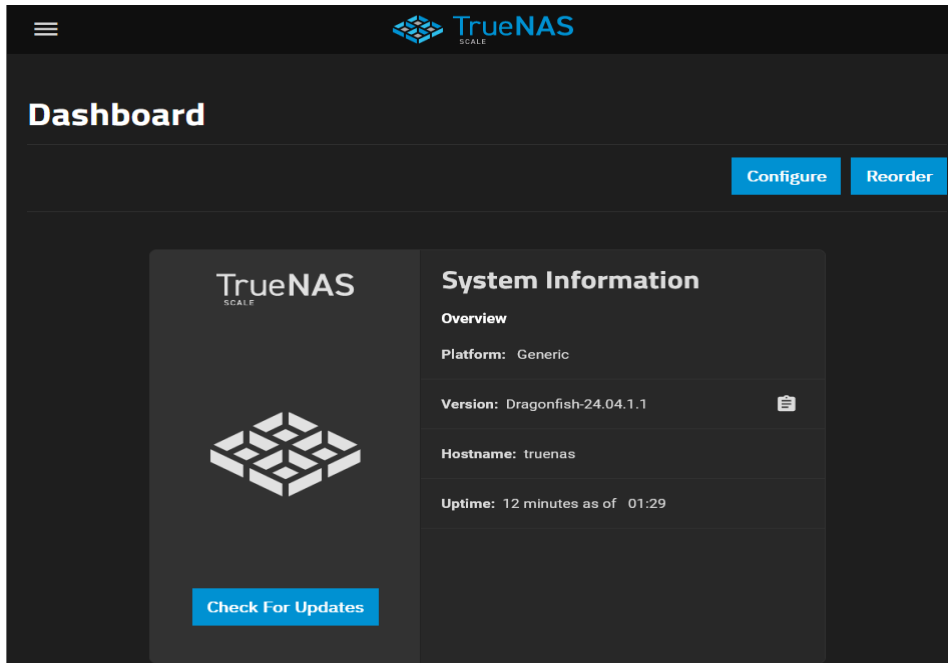 TrueNAS
SCALE
Dashboard
Configure Reorder
TrueNAS
SCALE
System Information
Overview
Platform: Generic
Version: Dragonfish-24.04.1.1
Hostname: truenas
Uptime: 12 minutes as of 01:29
Check For Updates